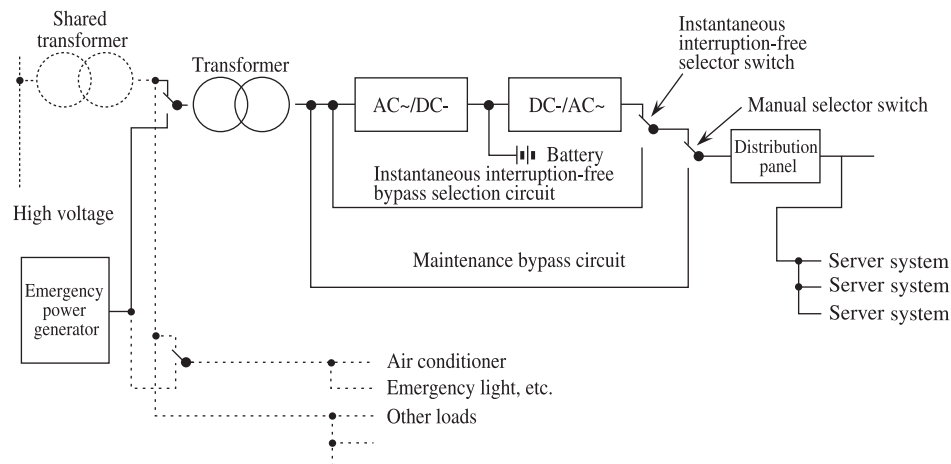 Shared
transformer
Instantaneous
interruption-free
selector switch
Transformer
AC~/DC-
DC-/AC~
Manual selector switch
Battery
Distribution
panel
Instantaneous interruption-free
bypass selection circuit
High voltage
Maintenance bypass circuit
Emergency
power
generator
Server system
Server system
Server system
Air conditioner
Emergency light, etc.
Other loads